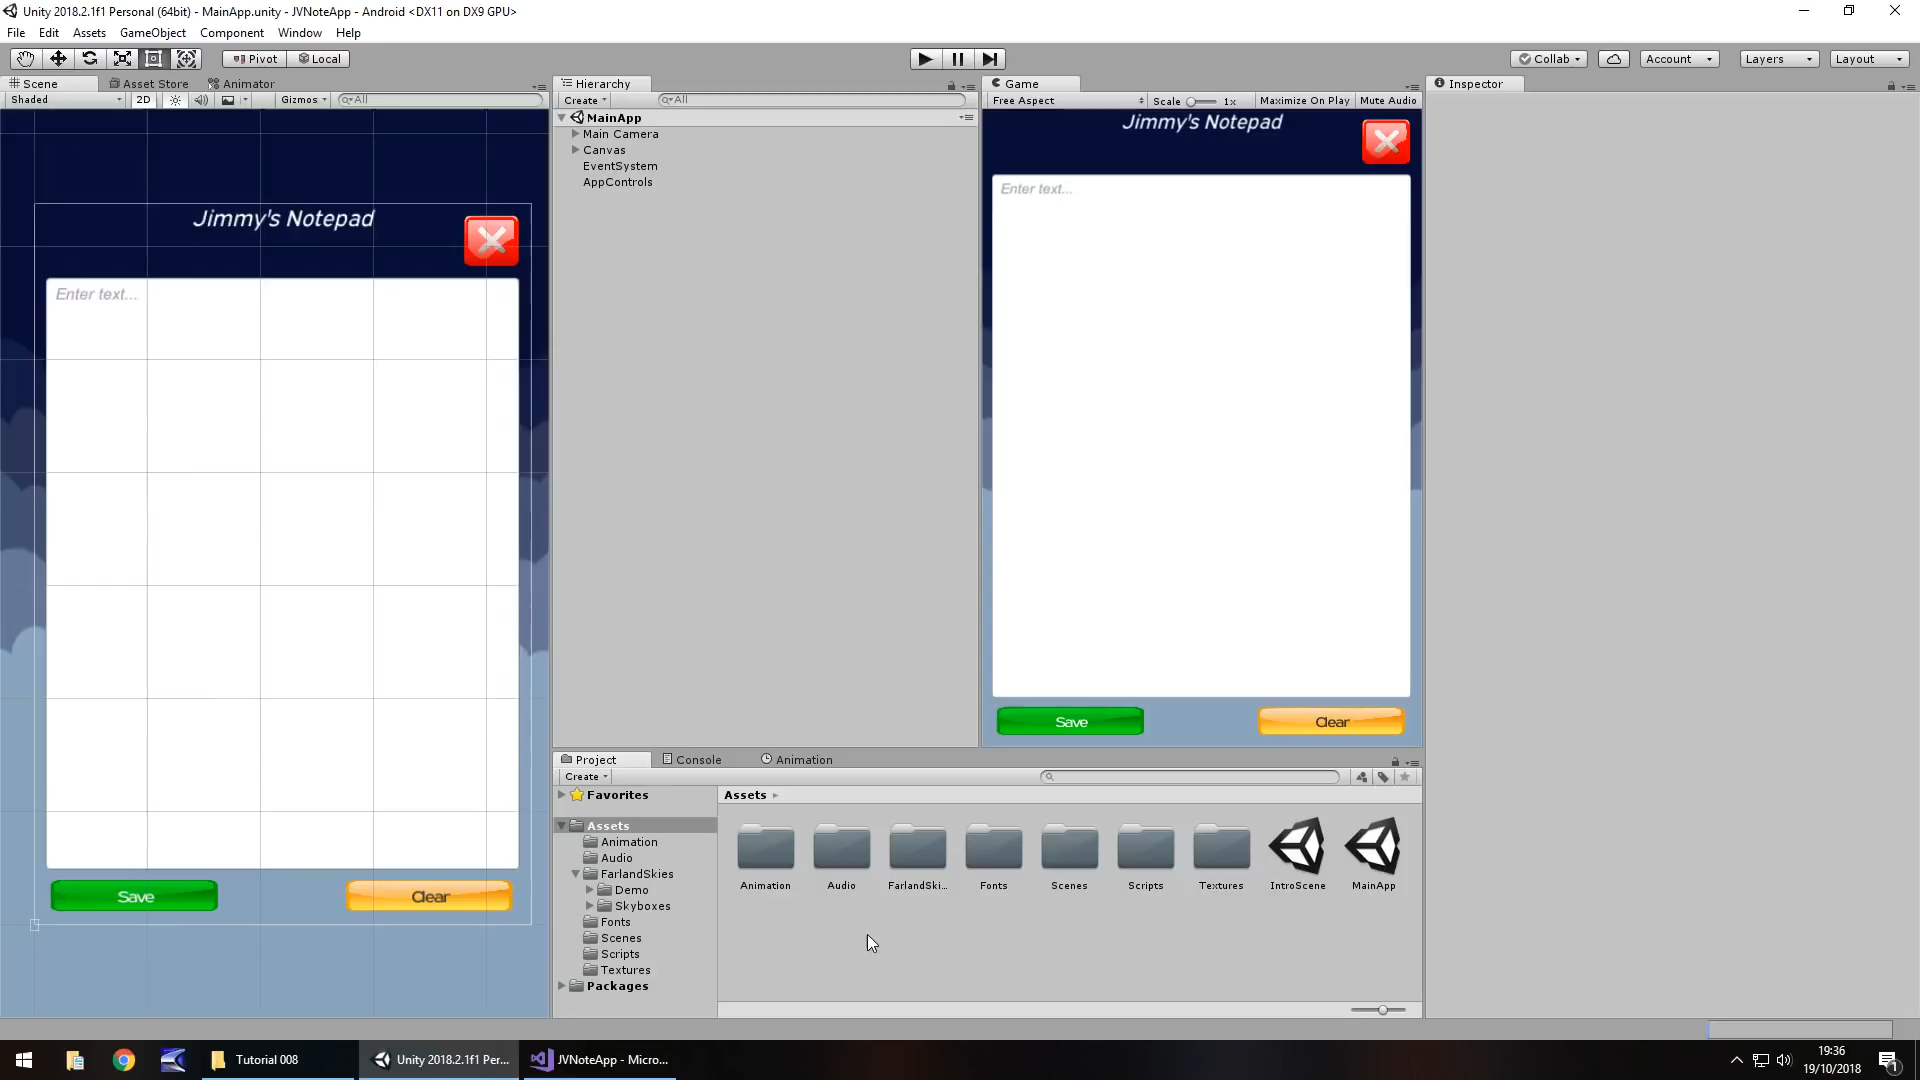 Unity 2018.2.1f1 Personal (64bit) - MainApp.unity - JVNoteApp - Android <DX11 on DX9 GPU>
File Edit Assets GameObject Component Window Help
Pivot Local Collab Account Layers Layout
Scene Asset Store Animator
Shaded 2D Gizmos All
Jimmy's Notepad
Enter text...
Save Clear
Hierarchy
Create All
MainApp
Main Camera
Canvas
EventSystem
AppControls
Game
Free Aspect Scale 1x Maximize On Play Mute Audio
Jimmy's Notepad
Enter text...
Save Clear
Inspector
Project Console Animation
Create
Favorites
Assets
Animation
Audio
FarlandSkies
Demo
Skyboxes
Fonts
Scenes
Scripts
Textures
Packages
Assets
Animation Audio FarlandSki... Fonts Scenes Scripts Textures IntroScene MainApp
Tutorial 008 Unity 2018.2.1f1 Per... JVNoteApp - Micro...
19:36
19/10/2018
1